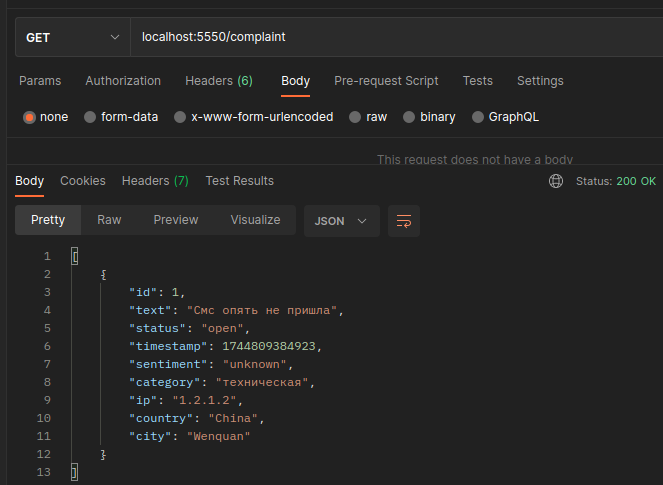 GET localhost:5550/complaint
Params Authorization Headers (6) Body Pre-request Script Tests Settings
none form-data x-www-form-urlencoded raw binary GraphQL
This request does not have a body
Body Cookies Headers (7) Test Results Status: 200 OK
Pretty Raw Preview Visualize JSON
1 [
2 {
3 "id": 1,
4 "text": "Смс опять не пришла",
5 "status": "open",
6 "timestamp": 1744809384923,
7 "sentiment": "unknown",
8 "category": "техническая",
9 "ip": "1.2.1.2",
10 "country": "China",
11 "city": "Wenquan"
12 }
13 ]